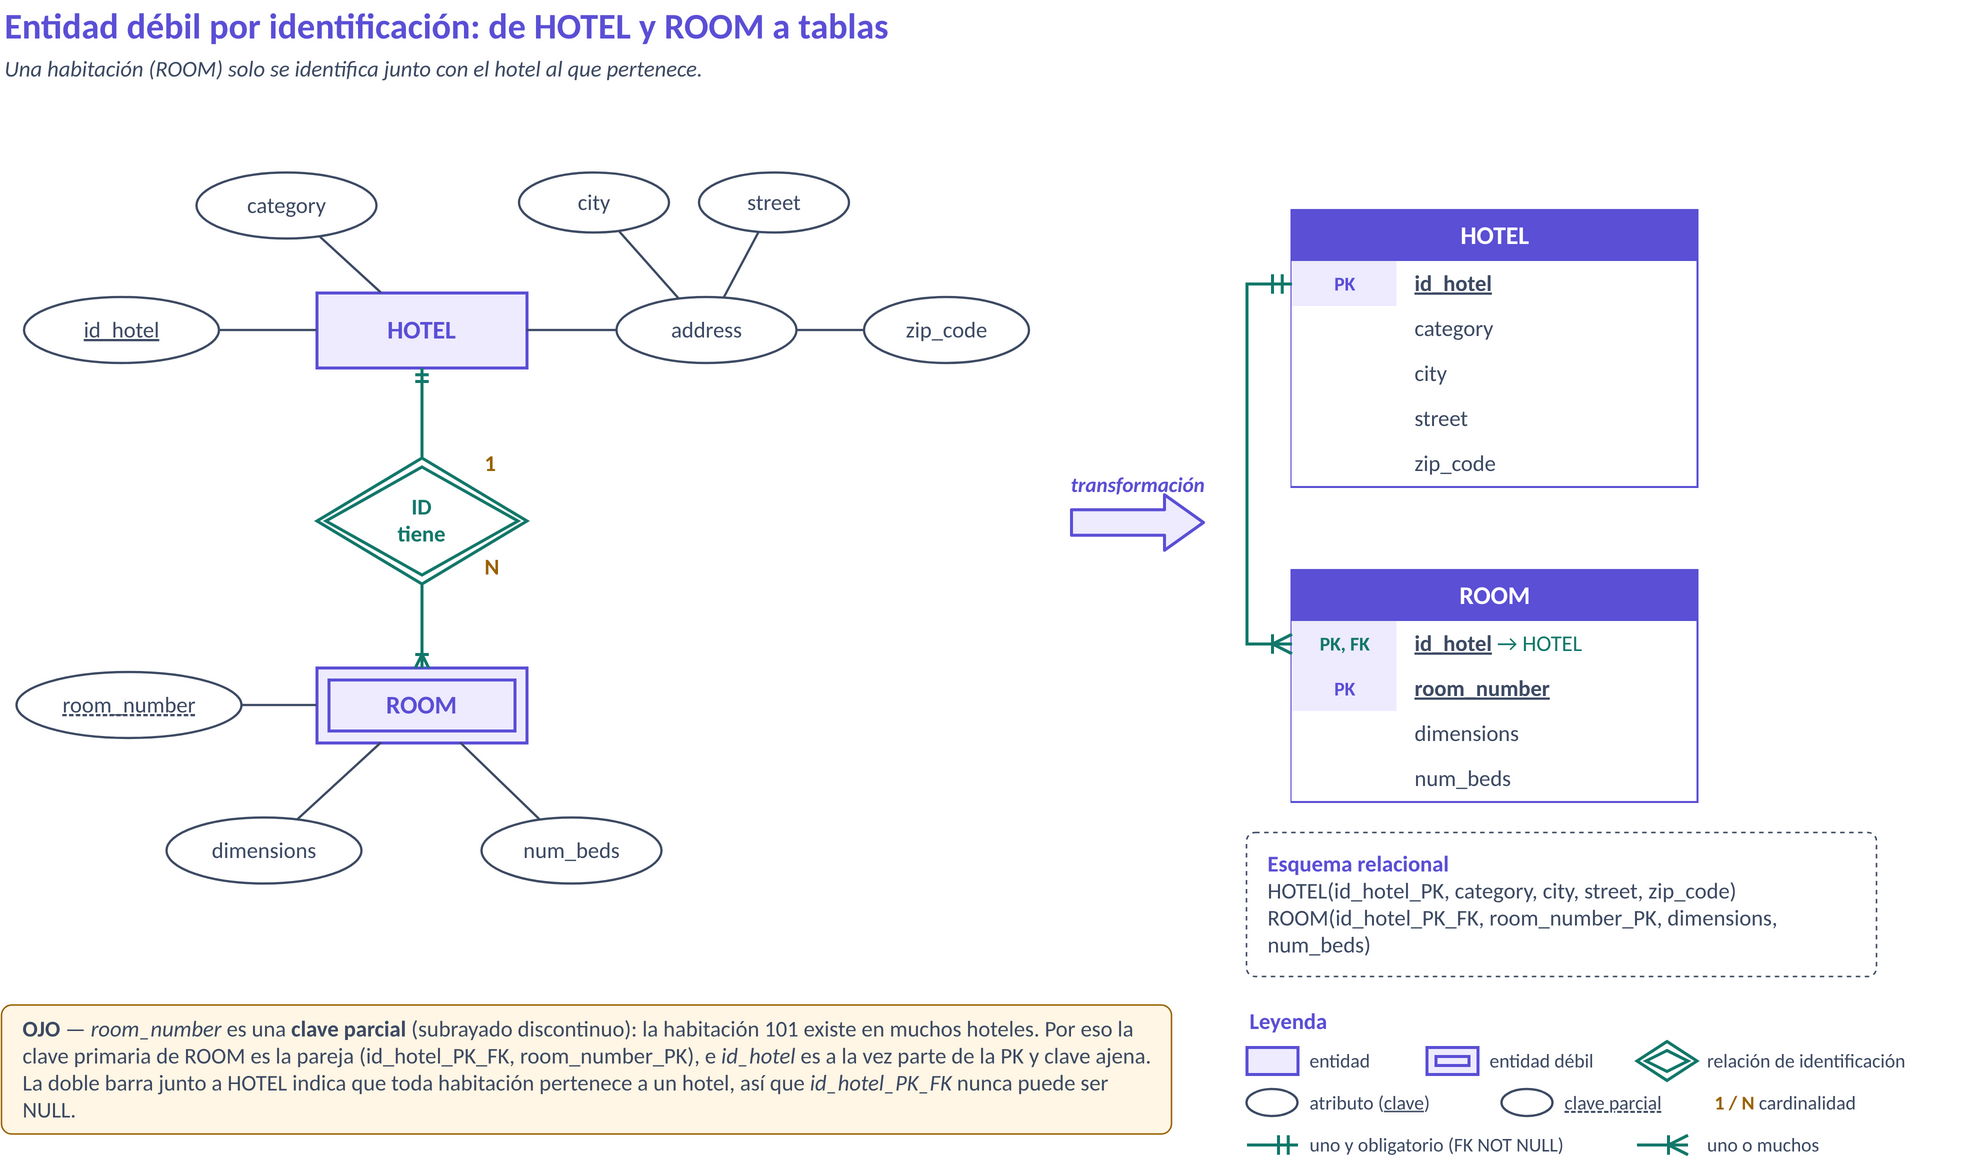 Entidad débil por identificación: de HOTEL y ROOM a tablas
Una habitación (ROOM) solo se identifica junto con el hotel al que pertenece.
category
city
street
id_hotel
HOTEL
address
zip_code
1
ID
tiene
N
room_number
ROOM
dimensions
num_beds
transformación
HOTEL
PK id_hotel
category
city
street
zip_code
ROOM
PK, FK id_hotel → HOTEL
PK room_number
dimensions
num_beds
Esquema relacional
HOTEL(id_hotel_PK, category, city, street, zip_code)
ROOM(id_hotel_PK_FK, room_number_PK, dimensions,
num_beds)
OJO — room_number es una clave parcial (subrayado discontinuo): la habitación 101 existe en muchos hoteles. Por eso la
clave primaria de ROOM es la pareja (id_hotel_PK_FK, room_number_PK), e id_hotel es a la vez parte de la PK y clave ajena.
La doble barra junto a HOTEL indica que toda habitación pertenece a un hotel, así que id_hotel_PK_FK nunca puede ser
NULL.
Leyenda
entidad
entidad débil
relación de identificación
atributo (clave)
clave parcial
1 / N cardinalidad
uno y obligatorio (FK NOT NULL)
uno o muchos